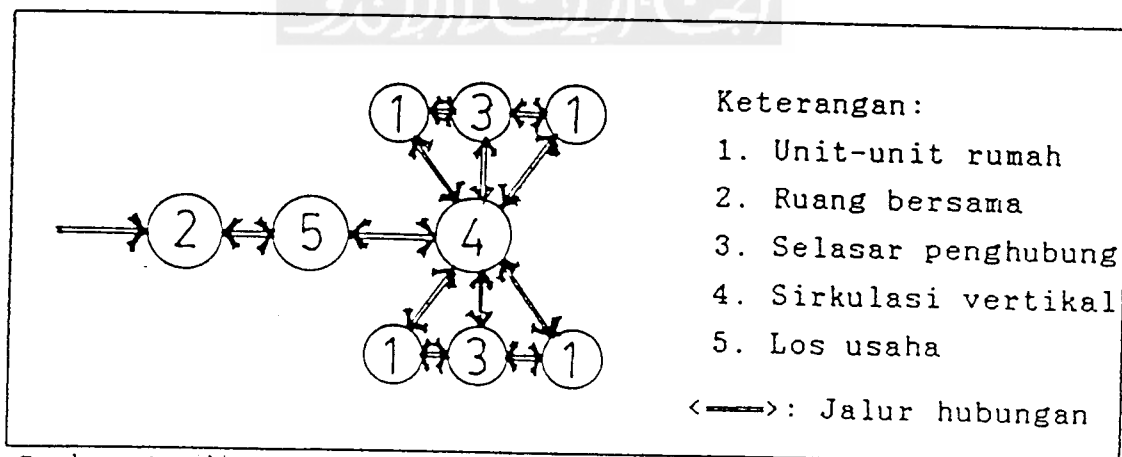 1 3 1
Keterangan:
1. Unit-unit rumah
2. Ruang bersama
3. Selasar penghubung
4. Sirkulasi vertikal
5. Los usaha
2 5 4
1 3 1
<===>: Jalur hubungan